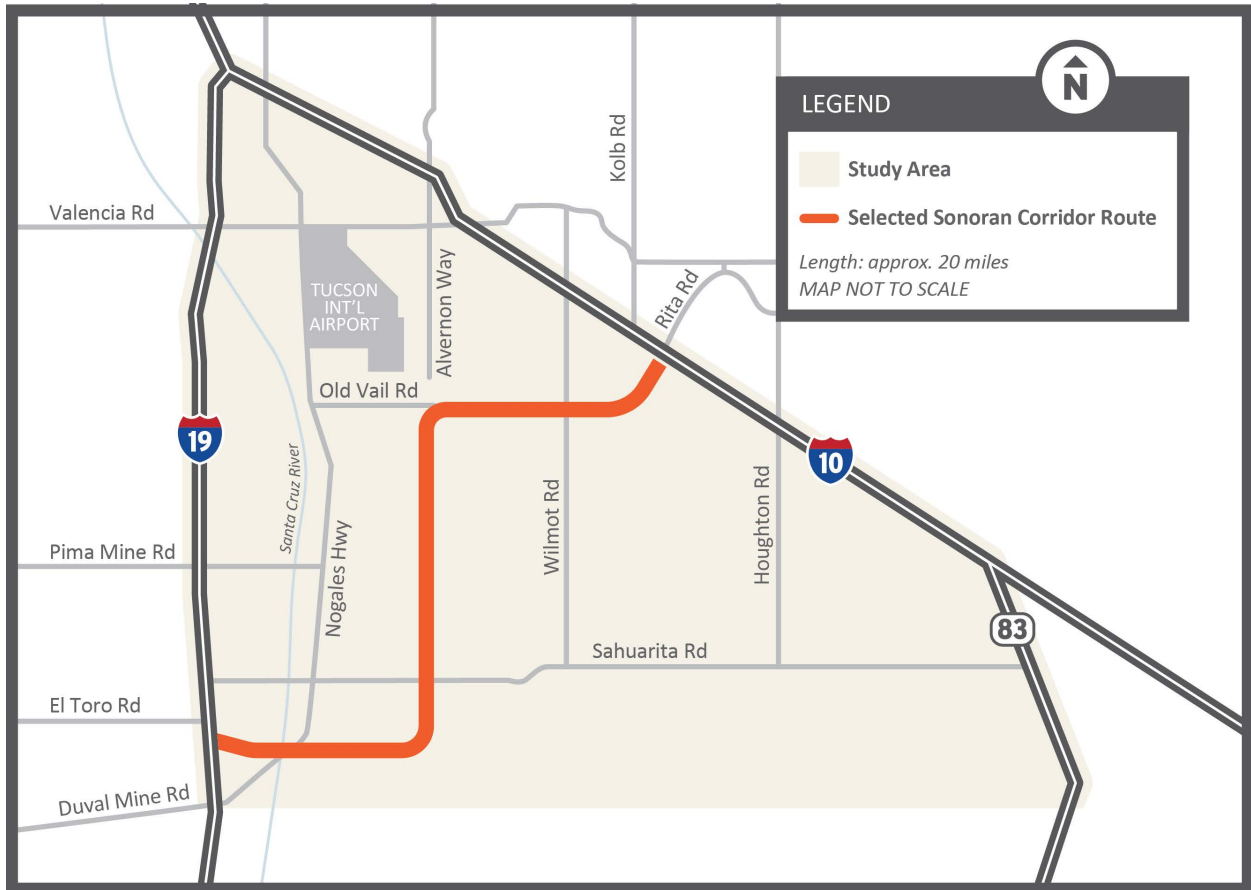 N
LEGEND
Study Area
Selected Sonoran Corridor Route
Length: approx. 20 miles
MAP NOT TO SCALE
Kolb Rd
Valencia Rd
Alvernon Way
TUCSON
INT'L
AIRPORT
Rita Rd
Old Vail Rd
19
10
Santa Cruz River
Wilmot Rd
Houghton Rd
Pima Mine Rd
Nogales Hwy
83
Sahuarita Rd
El Toro Rd
Duval Mine Rd